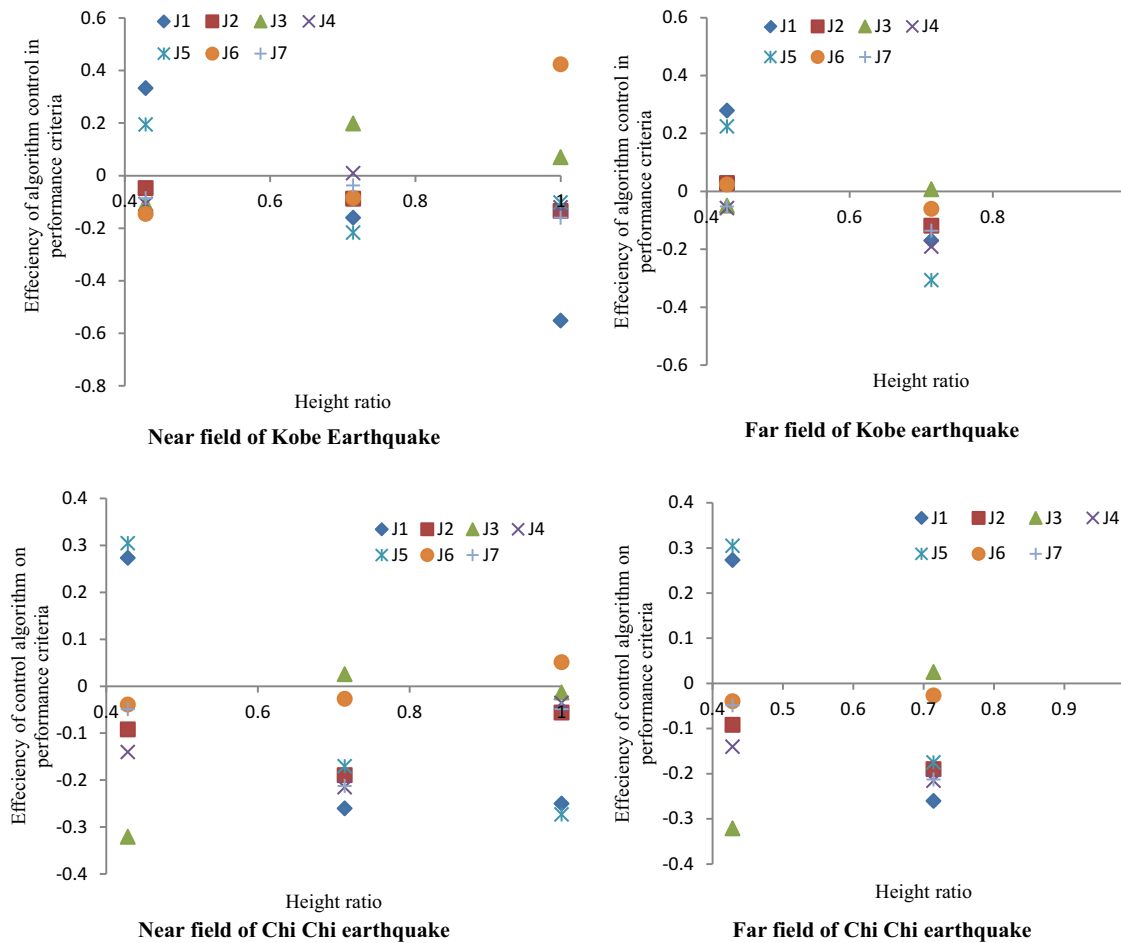 J1 J2 J3 J4
J5 J6 J7
0.6
0.4
0.2
0
-0.2
-0.4
-0.6
-0.8
0.4 0.6 0.8 1
Effeciency of algorithm control in
performance criteria
Height ratio
Near field of Kobe Earthquake
J1 J2 J3 J4
J5 J6 J7
0.6
0.4
0.2
0
-0.2
-0.4
-0.6
0.4 0.6 0.8
Effeciency of algorithm control in
performance criteria
Height ratio
Far field of Kobe earthquake
J1 J2 J3 J4
J5 J6 J7
0.4
0.3
0.2
0.1
0
-0.1
-0.2
-0.3
-0.4
0.4 0.6 0.8 1
Effeciency of control algorithm on
performance criteria
Height ratio
Near field of Chi Chi earthquake
J1 J2 J3 J4
J5 J6 J7
0.4
0.3
0.2
0.1
0
-0.1
-0.2
-0.3
-0.4
0.4 0.5 0.6 0.7 0.8 0.9
Effeciency of control algorithm on
performance criteria
Height ratio
Far field of Chi Chi earthquake